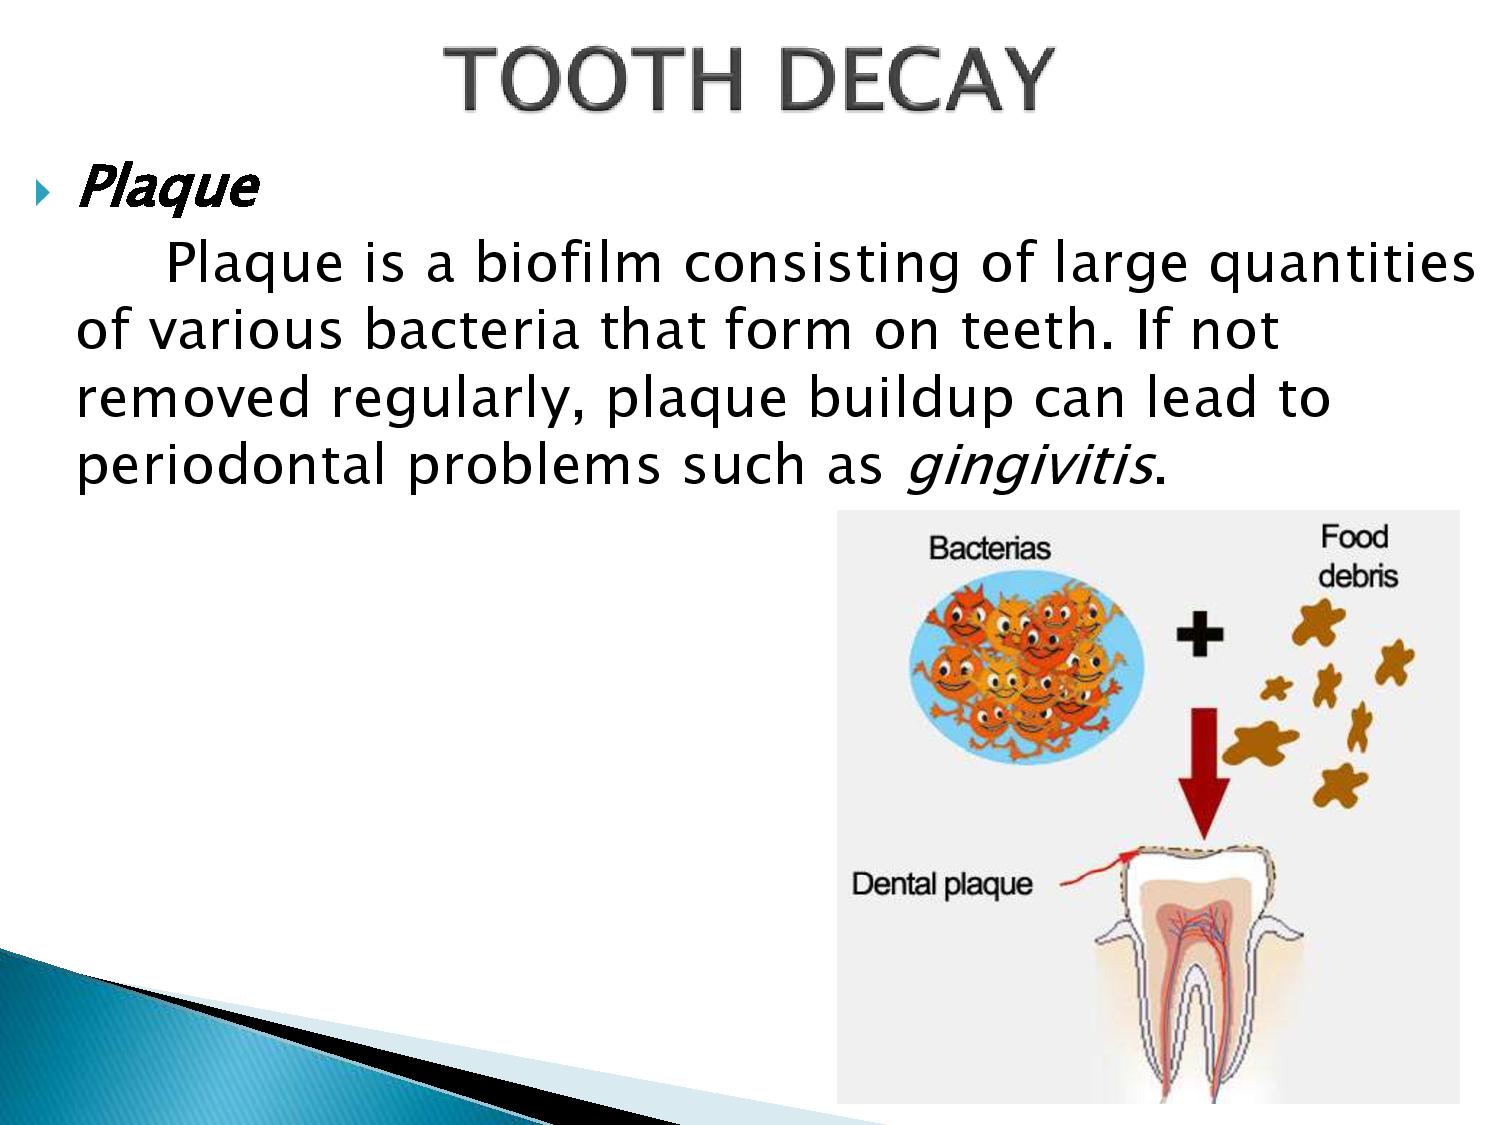 TOOTH DECAY
Plaque
Plaque is a biofilm consisting of large quantities
of various bacteria that form on teeth. If not
removed regularly, plaque buildup can lead to
periodontal problems such as gingivitis.
Bacterias
Food
debris
Dental plaque